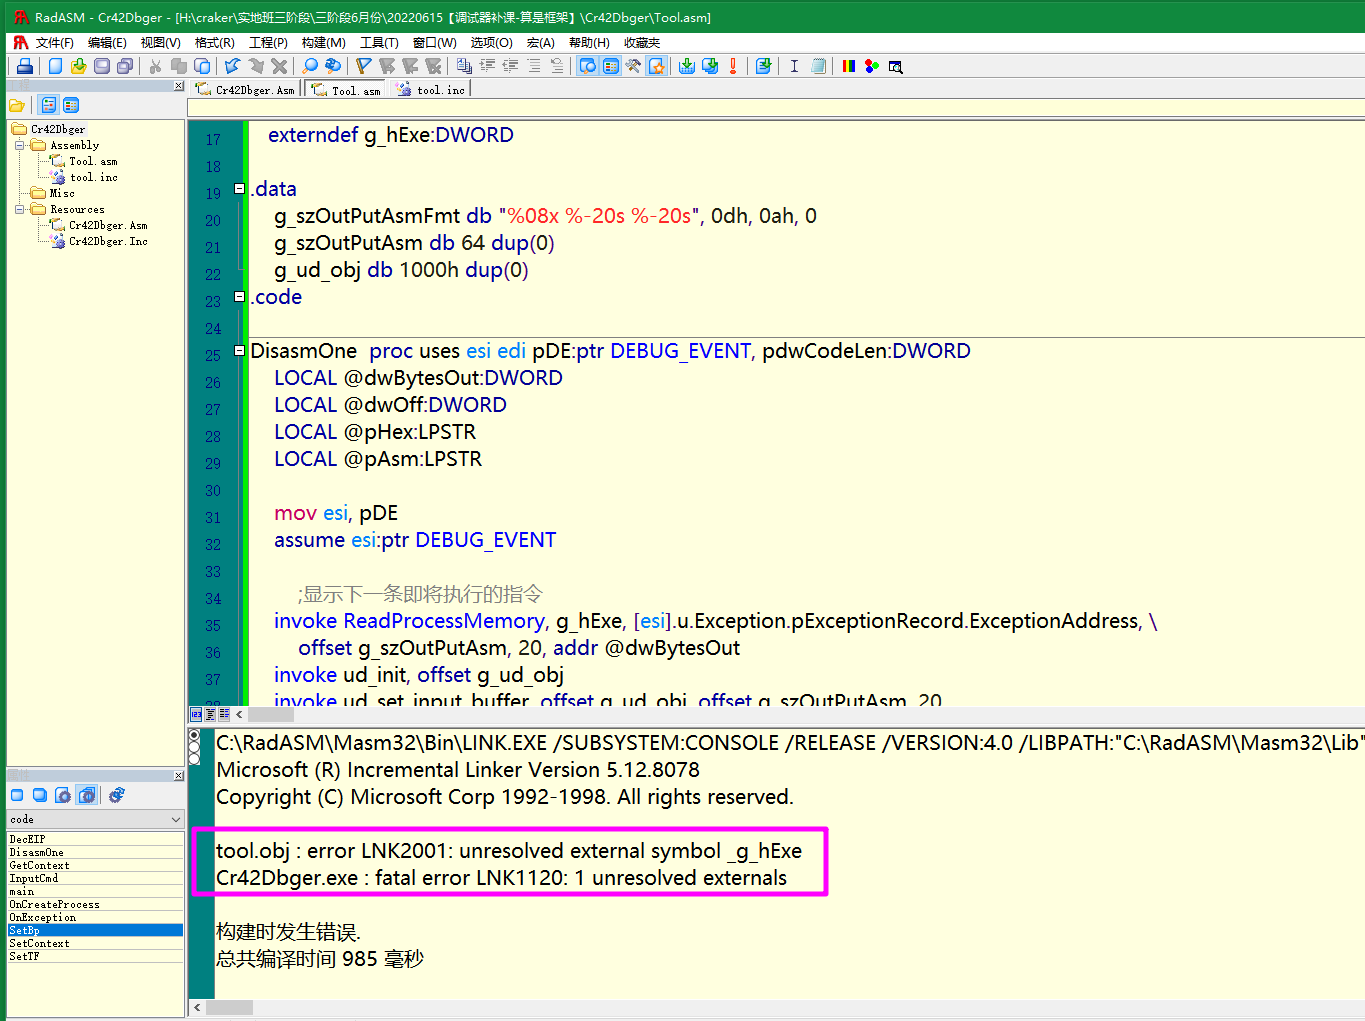 RadASM - Cr42Dbger - [H:\craker\实地班三阶段\三阶段6月份\20220615【调试器补课-算是框架】\Cr42Dbger\Tool.asm]
文件(F) 编辑(E) 视图(V) 格式(R) 工程(P) 构建(M) 工具(T) 窗口(W) 选项(O) 宏(A) 帮助(H) 收藏夹
Cr42Dbger.Asm Tool.asm tool.inc
Cr42Dbger
Assembly
Tool.asm
tool.inc
Misc
Resources
Cr42Dbger.Asm
Cr42Dbger.Inc
code
DecEIP
DisasmOne
GetContext
InputCmd
main
OnCreateProcess
OnException
SetBp
SetContext
SetTF
17 externdef g_hExe:DWORD
18
19 .data
20 g_szOutPutAsmFmt db "%08x %-20s %-20s", 0dh, 0ah, 0
21 g_szOutPutAsm db 64 dup(0)
22 g_ud_obj db 1000h dup(0)
23 .code
24
25 DisasmOne proc uses esi edi pDE:ptr DEBUG_EVENT, pdwCodeLen:DWORD
26 LOCAL @dwBytesOut:DWORD
27 LOCAL @dwOff:DWORD
28 LOCAL @pHex:LPSTR
29 LOCAL @pAsm:LPSTR
30
31 mov esi, pDE
32 assume esi:ptr DEBUG_EVENT
33
34 ;显示下一条即将执行的指令
35 invoke ReadProcessMemory, g_hExe, [esi].u.Exception.pExceptionRecord.ExceptionAddress, \
36 offset g_szOutPutAsm, 20, addr @dwBytesOut
37 invoke ud_init, offset g_ud_obj
38 invoke ud_set_input_buffer, offset g_ud_obj, offset g_szOutPutAsm, 20
C:\RadASM\Masm32\Bin\LINK.EXE /SUBSYSTEM:CONSOLE /RELEASE /VERSION:4.0 /LIBPATH:"C:\RadASM\Masm32\Lib"
Microsoft (R) Incremental Linker Version 5.12.8078
Copyright (C) Microsoft Corp 1992-1998. All rights reserved.
tool.obj : error LNK2001: unresolved external symbol _g_hExe
Cr42Dbger.exe : fatal error LNK1120: 1 unresolved externals
构建时发生错误.
总共编译时间 985 毫秒